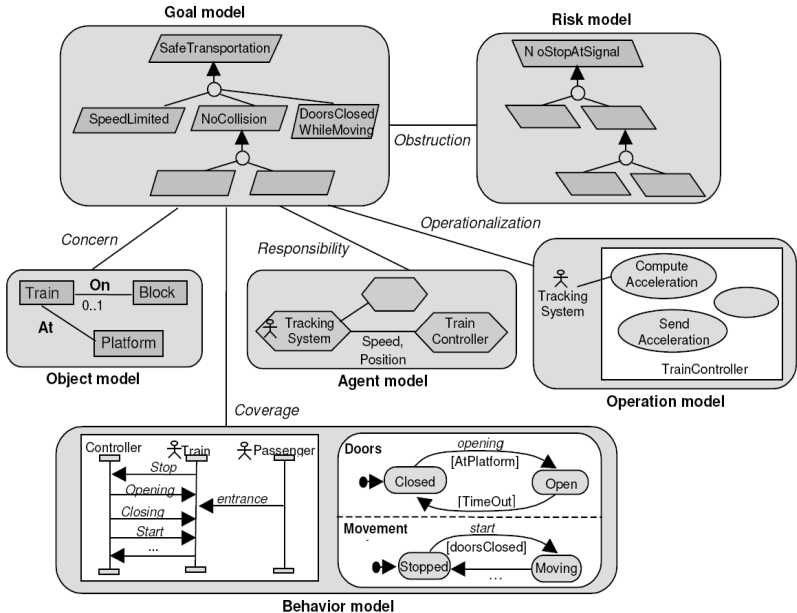 Goal model
Risk model
SafeTransportation
N oStopAtSignal
SpeedLimited
NoCollision
DoorsClosed
WhileMoving
Obstruction
Concern
Responsibility
Operationalization
Train
On
0..1
Block
At
Platform
Object model
Tracking
System
Speed,
Position
Train
Controller
Agent model
Tracking
System
Compute
Acceleration
Send
Acceleration
TrainController
Operation model
Coverage
Controller
Train
Passenger
Stop
Opening
entrance
Closing
Start
...
Doors
opening
[AtPlatform]
Closed
Open
[TimeOut]
Movement
start
[doorsClosed]
Stopped
Moving
...
Behavior model